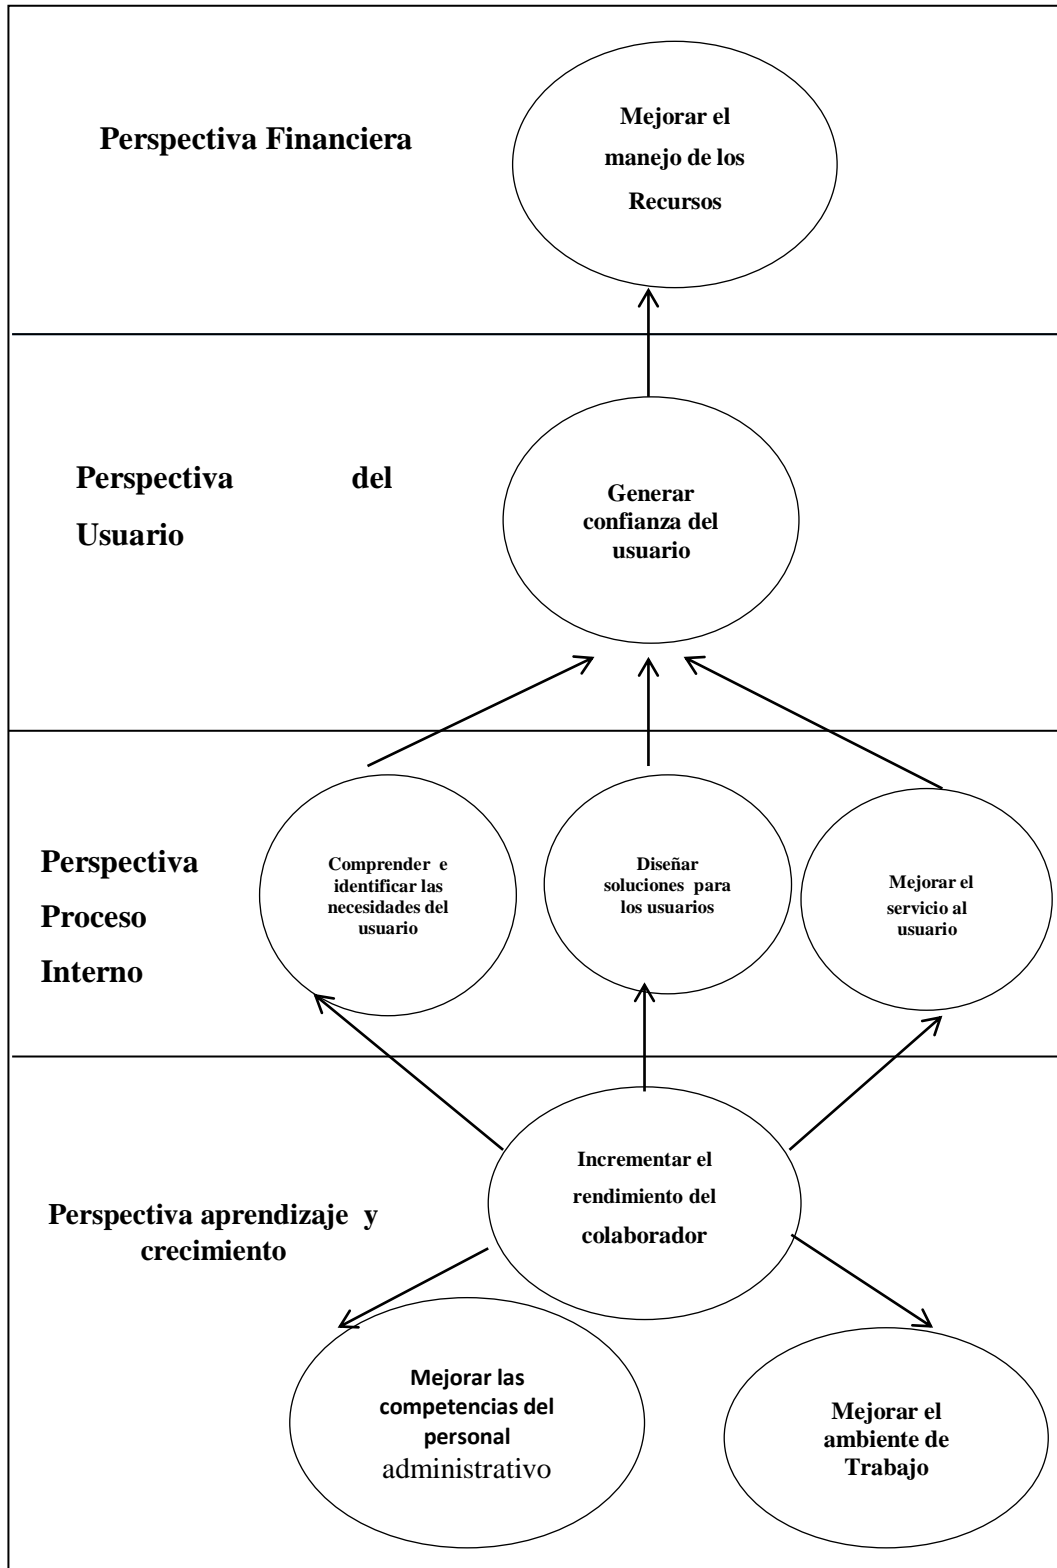 Perspectiva Financiera
Mejorar el
manejo de los
Recursos
Perspectiva del
Usuario
Generar
confianza del
usuario
Perspectiva
Proceso
Interno
Comprender e
identificar las
necesidades del
usuario
Diseñar
soluciones para
los usuarios
Mejorar el
servicio al
usuario
Perspectiva aprendizaje y
crecimiento
Incrementar el
rendimiento del
colaborador
Mejorar las
competencias del
personal
administrativo
Mejorar el
ambiente de
Trabajo